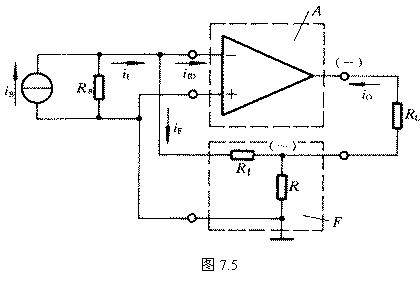 A
(−)
−
i_I
i_ID
i_S
R_s
+
i_O
R_L
i_F
(−)
R_f
R
F
图 7.5